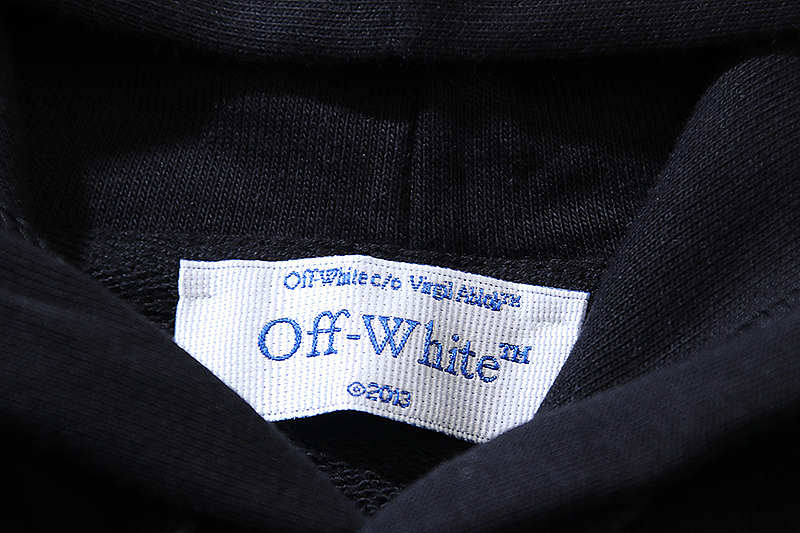 Off-White c/o Virgil Abloh™
Off-White™
©2013